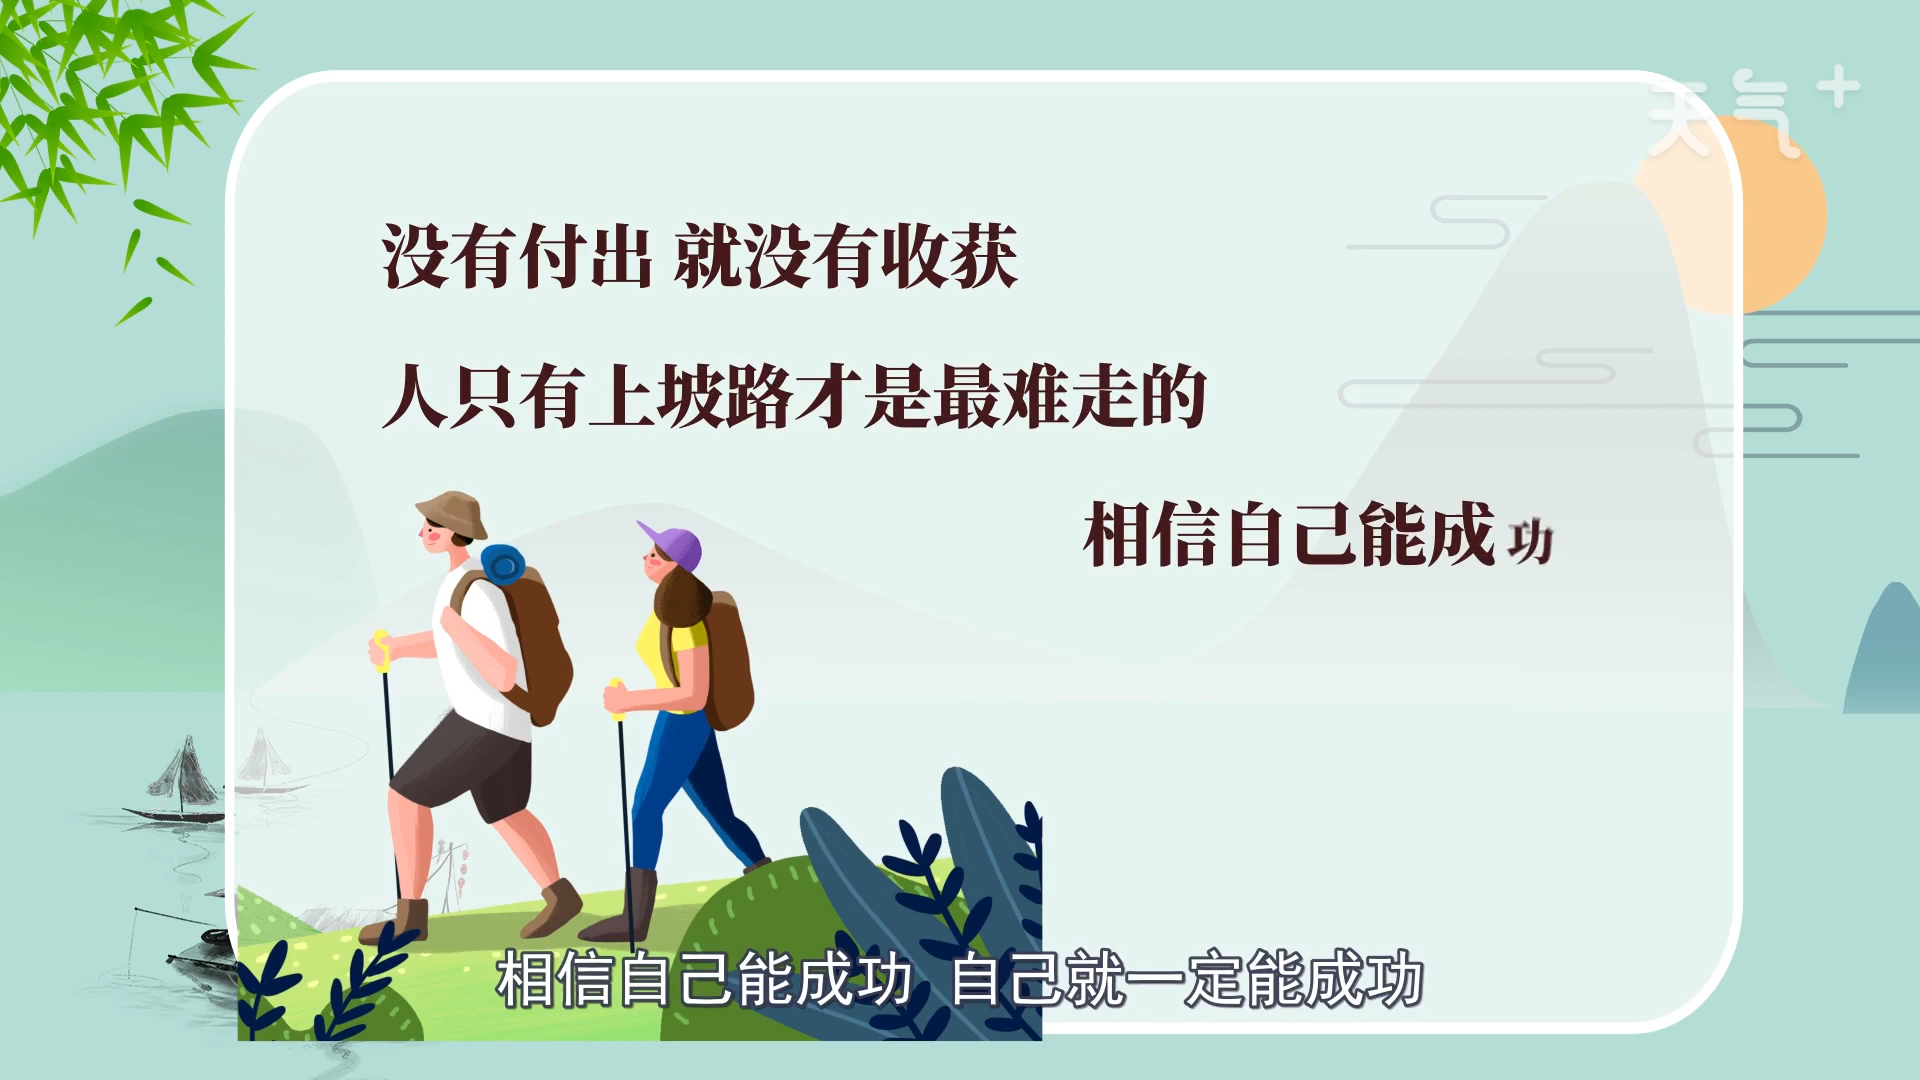 天气+
没有付出 就没有收获
人只有上坡路才是最难走的
相信自己能成功
相信自己能成功 自己就一定能成功